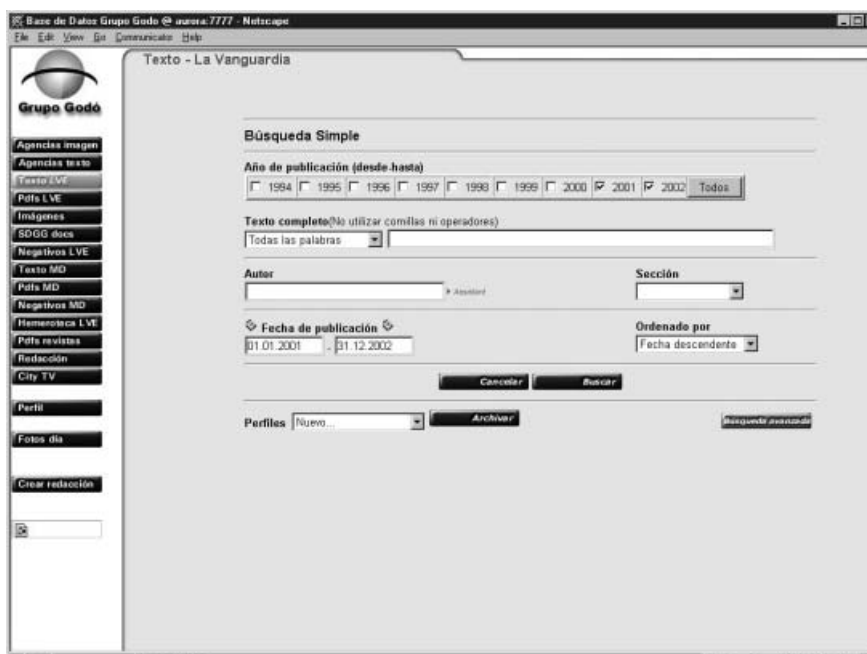 Base de Datos Grupo Godo @ aurora:7777 - Netscape
File Edit View Go Communicator Help
Texto - La Vanguardia
Grupo Godó
Agencias imagen
Agencias texto
Texto LVE
Pdfs LVE
Imágenes
SDGG docs
Negativos LVE
Texto MD
Pdfs MD
Negativos MD
Hemeroteca LVE
Pdfs revistas
Redacción
City TV
Perfil
Fotos día
Crear redacción
Búsqueda Simple
Año de publicación (desde-hasta)
1994 1995 1996 1997 1998 1999 2000 2001 2002 Todos
Texto completo(No utilizar comillas ni operadores)
Todas las palabras
Autor Sección
Fecha de publicación Ordenado por
01.01.2001 - 31.12.2002 Fecha descendente
Cancelar Buscar
Perfiles Nuevo... Archivar Búsqueda avanzada